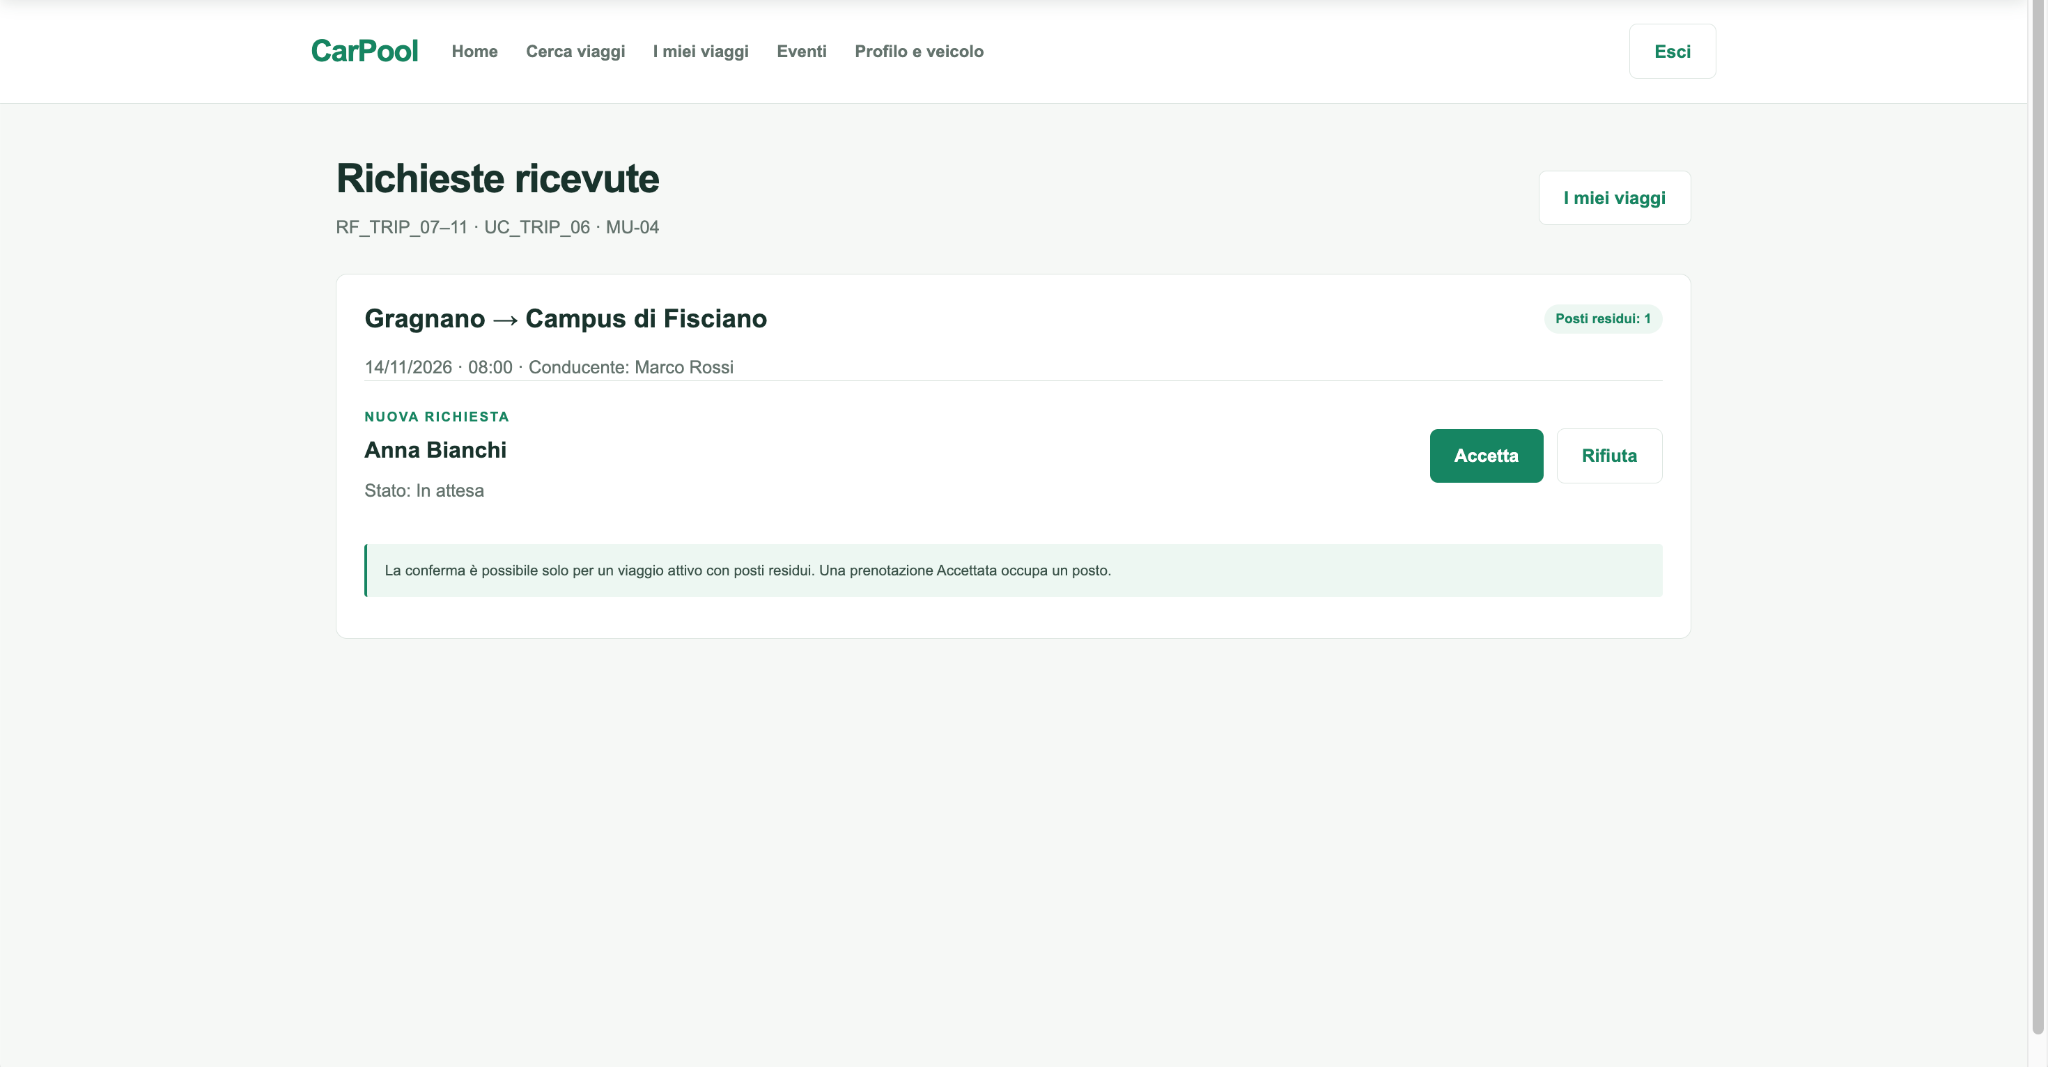 CarPool Home Cerca viaggi I miei viaggi Eventi Profilo e veicolo Esci
Richieste ricevute
I miei viaggi
RF_TRIP_07–11 · UC_TRIP_06 · MU-04
Gragnano → Campus di Fisciano
Posti residui: 1
14/11/2026 · 08:00 · Conducente: Marco Rossi
NUOVA RICHIESTA
Anna Bianchi
Stato: In attesa
Accetta Rifiuta
La conferma è possibile solo per un viaggio attivo con posti residui. Una prenotazione Accettata occupa un posto.